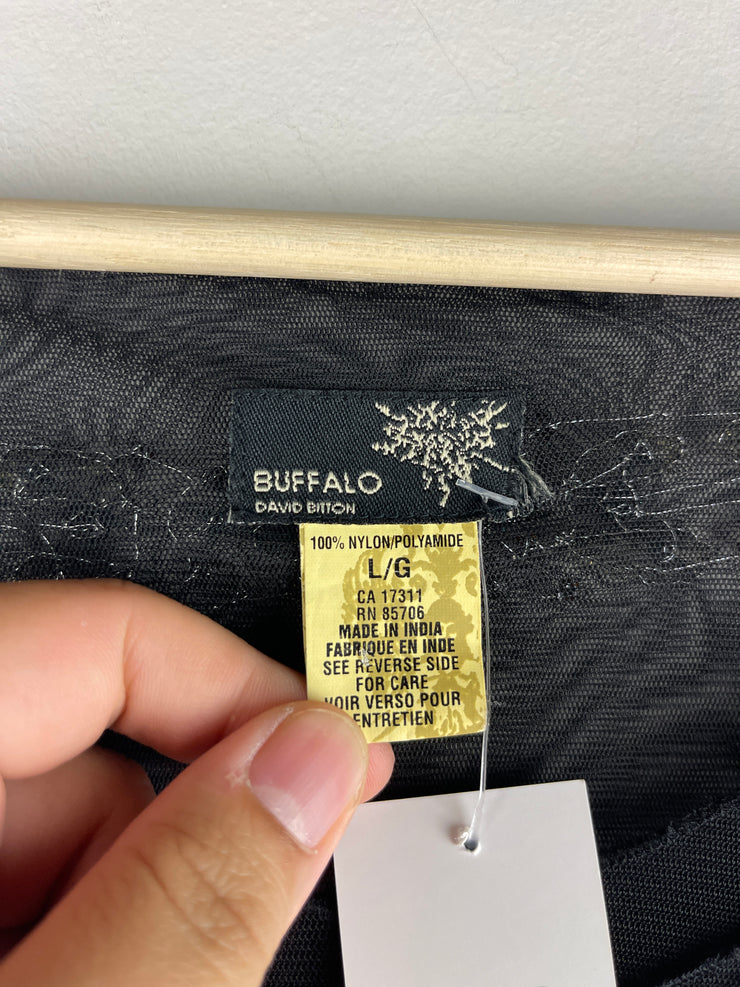 BUFFALO
DAVID BITTON
100% NYLON/POLYAMIDE
L/G
CA 17311
RN 85706
MADE IN INDIA
FABRIQUE EN INDE
SEE REVERSE SIDE
FOR CARE
VOIR VERSO POUR
ENTRETIEN